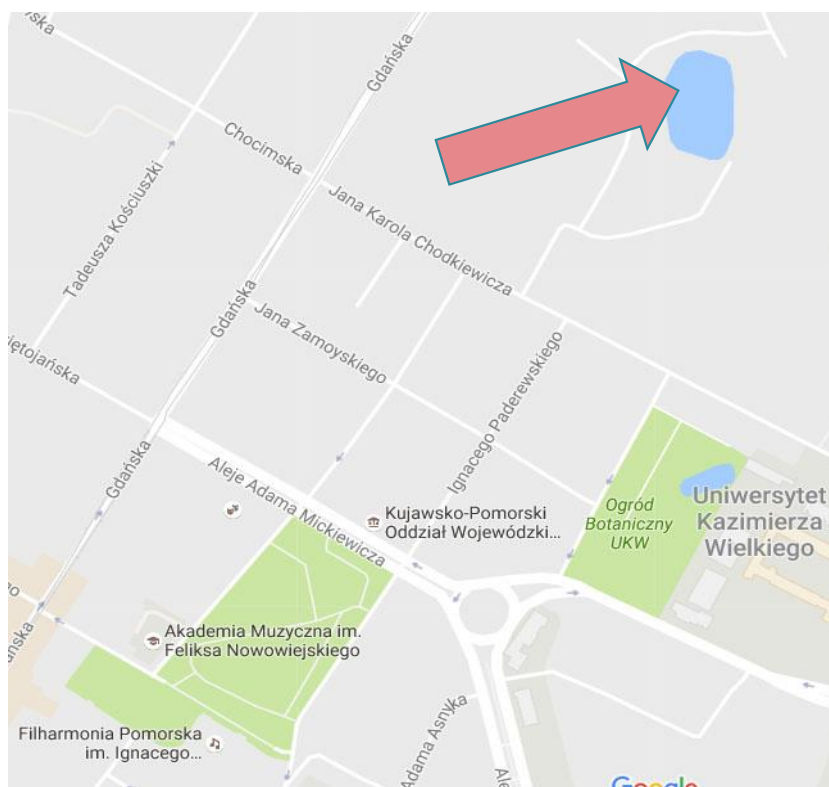 Gdańska
Chocimska
Jana Karola Chodkiewicza
Tadeusza Kościuszki
Gdańska
Jana Zamoyskiego
Ignacego Paderewskiego
Gdańska
Aleje Adama Mickiewicza
Kujawsko-Pomorski
Oddział Wojewódzki...
Ogród
Botaniczny
UKW
Uniwersytet
Kazimierza
Wielkiego
Akademia Muzyczna im.
Feliksa Nowowiejskiego
Filharmonia Pomorska
im. Ignacego...
Adama Asnyka
Google